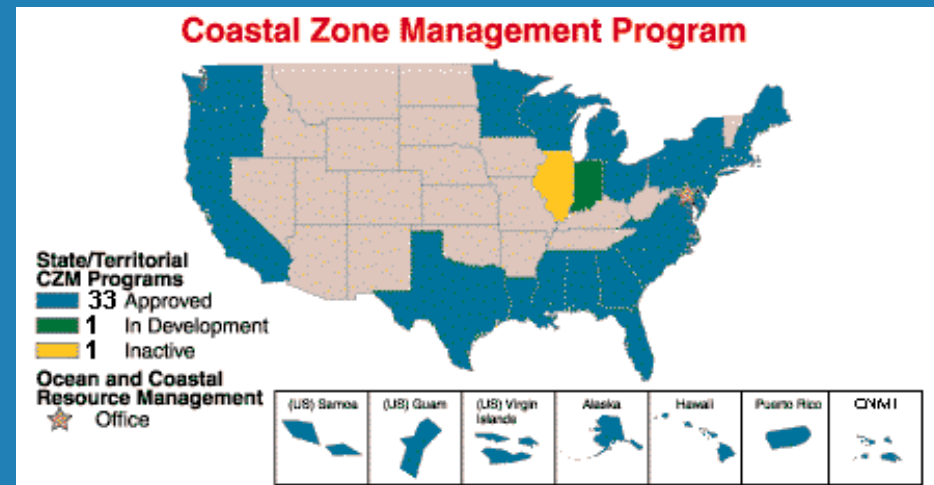 Coastal Zone Management Program
State/Territorial
CZM Programs
33 Approved
1 In Development
1 Inactive
Ocean and Coastal
Resource Management
Office
(US) Samoa
(US) Guam
(US) Virgin
Islands
Alaska
Hawaii
Puerto Rico
CNMI